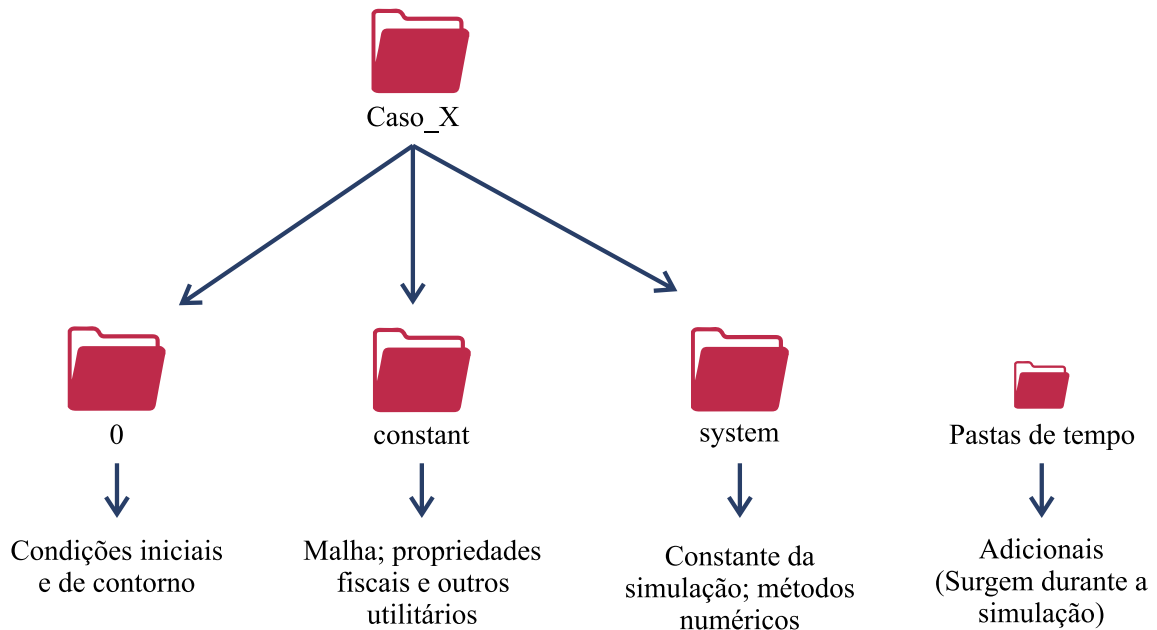 Caso_X
0
constant
system
Pastas de tempo
Condições iniciais
e de contorno
Malha; propriedades
fiscais e outros
utilitários
Constante da
simulação; métodos
numéricos
Adicionais
(Surgem durante a
simulação)